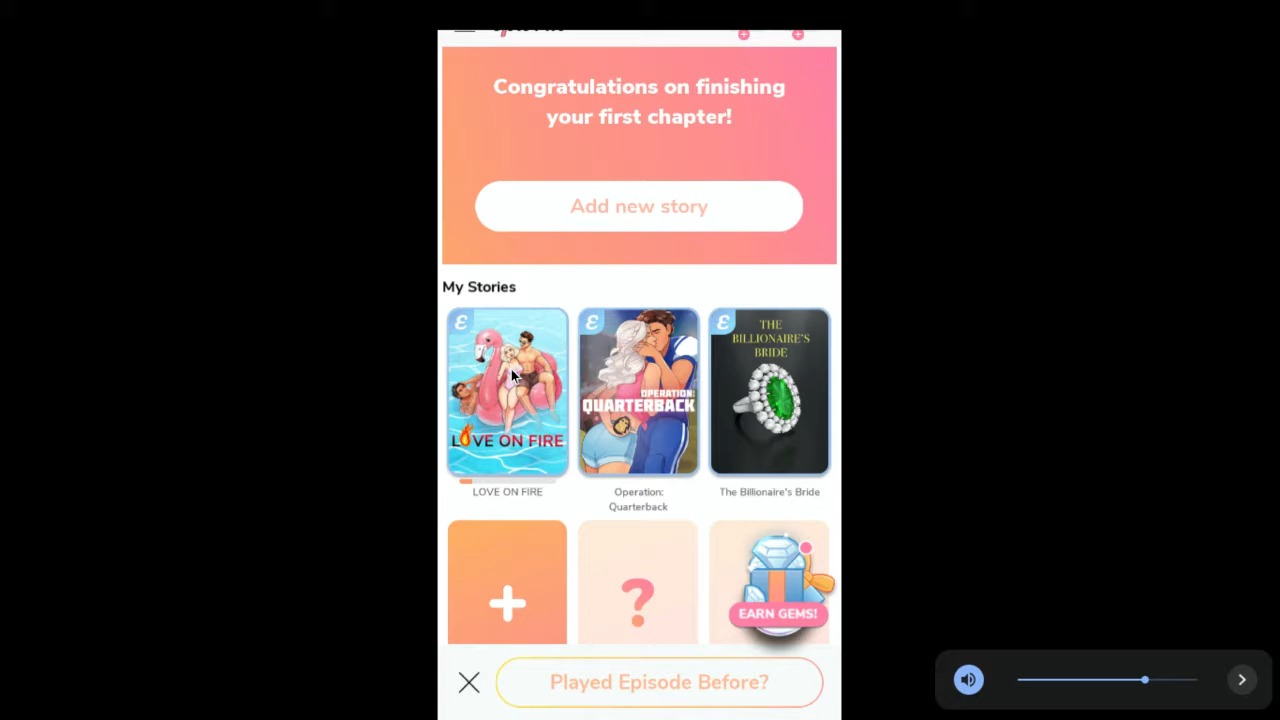 Congratulations on finishing
your first chapter!
Add new story
My Stories
LOVE ON FIRE
OPERATION:
QUARTERBACK
THE
BILLIONAIRE'S
BRIDE
LOVE ON FIRE
Operation:
Quarterback
The Billionaire's Bride
+
?
EARN GEMS!
Played Episode Before?